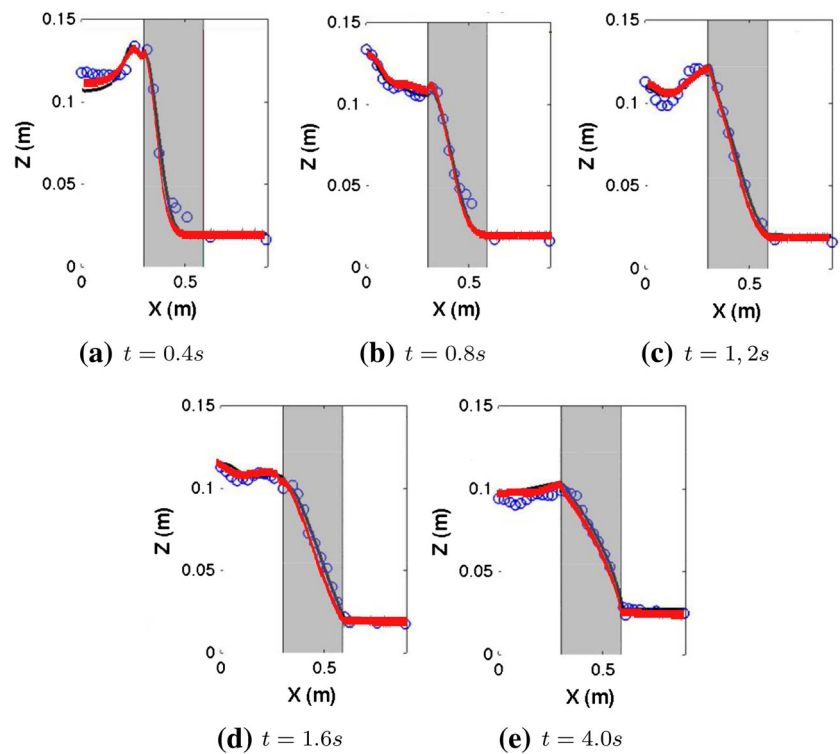 0.15
0.1
0.05
0
Z (m)
0
0.5
X (m)
(a) t = 0.4s
0.15
0.1
0.05
0
Z (m)
0
0.5
X (m)
(b) t = 0.8s
0.15
0.1
0.05
0
Z (m)
0
0.5
X (m)
(c) t = 1, 2s
0.15
0.1
0.05
0
Z (m)
0
0.5
X (m)
(d) t = 1.6s
0.15
0.1
0.05
0
Z (m)
0
0.5
X (m)
(e) t = 4.0s